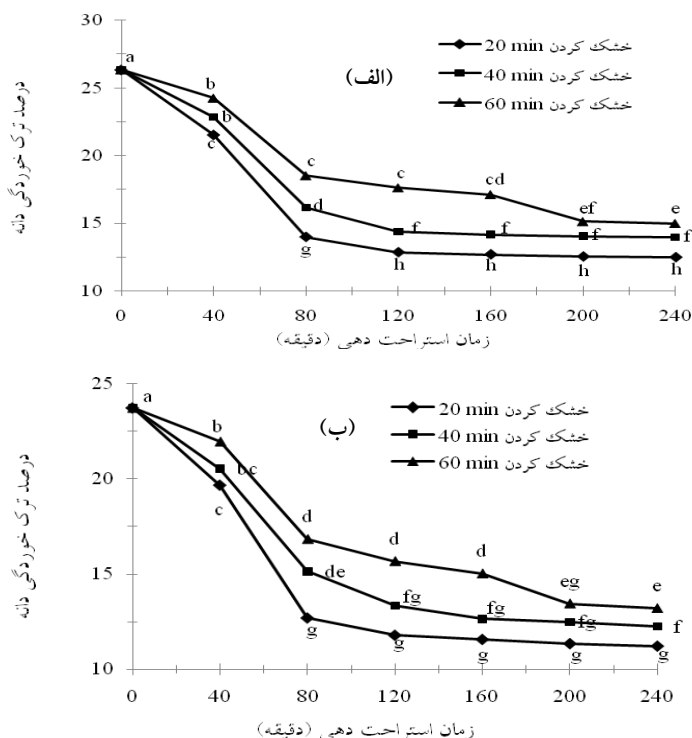 30
a
خشک کردن 20 min
b
(الف)
خشک کردن 40 min
25
b
خشک کردن 60 min
c
20
c
c
cd
d
ef
e
15
f
f
f
f
g
h
h
h
h
10
0 40 80 120 160 200 240
درصد ترک خوردگی دانه
زمان استراحت دهی (دقیقه)
25
a
خشک کردن 20 min
b
(ب)
خشک کردن 40 min
bc
خشک کردن 60 min
20
c
d
d
d
de
eg
e
15
fg
fg
fg
f
g
g
g
g
g
10
0 40 80 120 160 200 240
درصد ترک خوردگی دانه
زمان استراحت دهی (دقیقه)